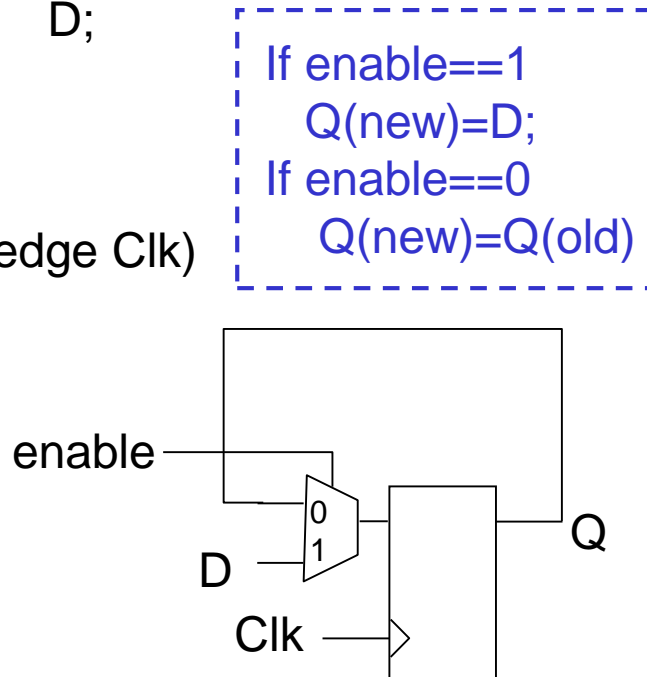 D;
If enable==1
Q(new)=D;
If enable==0
Q(new)=Q(old)
edge Clk)
enable
0
1
D
Q
Clk